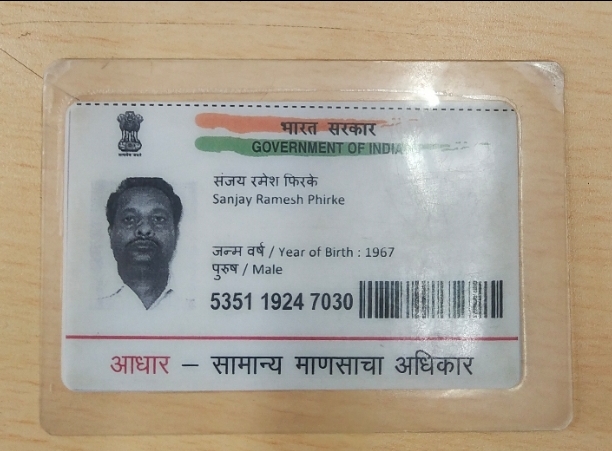 भारत सरकार
GOVERNMENT OF INDIA
संजय रमेश फिरके
Sanjay Ramesh Phirke
जन्म वर्ष / Year of Birth : 1967
पुरुष / Male
5351 1924 7030
आधार – सामान्य माणसाचा अधिकार